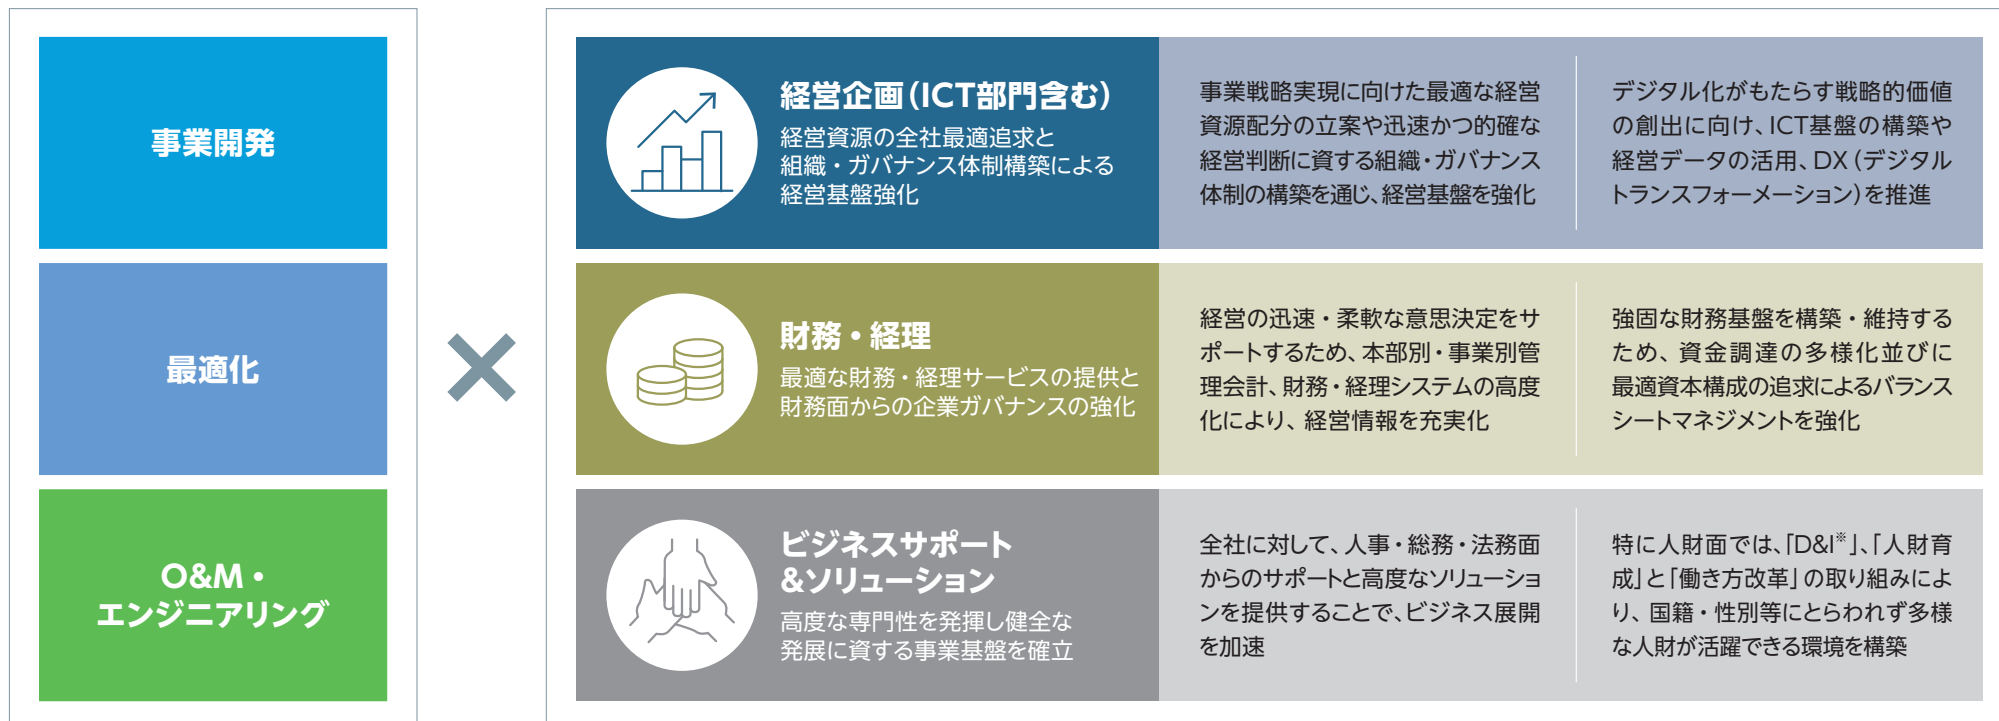 事業開発
最適化
O&M・
エンジニアリング
×
経営企画（ICT部門含む）
経営資源の全社最適追求と
組織・ガバナンス体制構築による
経営基盤強化
事業戦略実現に向けた最適な経営
資源配分の立案や迅速かつ的確な
経営判断に資する組織・ガバナンス
体制の構築を通じ、経営基盤を強化
デジタル化がもたらす戦略的価値
の創出に向け、ICT基盤の構築や
経営データの活用、DX（デジタル
トランスフォーメーション）を推進
財務・経理
最適な財務・経理サービスの提供と
財務面からの企業ガバナンスの強化
経営の迅速・柔軟な意思決定をサ
ポートするため、本部別・事業別管
理会計、財務・経理システムの高度
化により、経営情報を充実化
強固な財務基盤を構築・維持する
ため、資金調達の多様化並びに
最適資本構成の追求によるバランス
シートマネジメントを強化
ビジネスサポート
&ソリューション
高度な専門性を発揮し健全な
発展に資する事業基盤を確立
全社に対して、人事・総務・法務面
からのサポートと高度なソリューショ
ンを提供することで、ビジネス展開
を加速
特に人財面では、「D&I※」、「人財育
成」と「働き方改革」の取り組みによ
り、国籍・性別等にとらわれず多様
な人財が活躍できる環境を構築